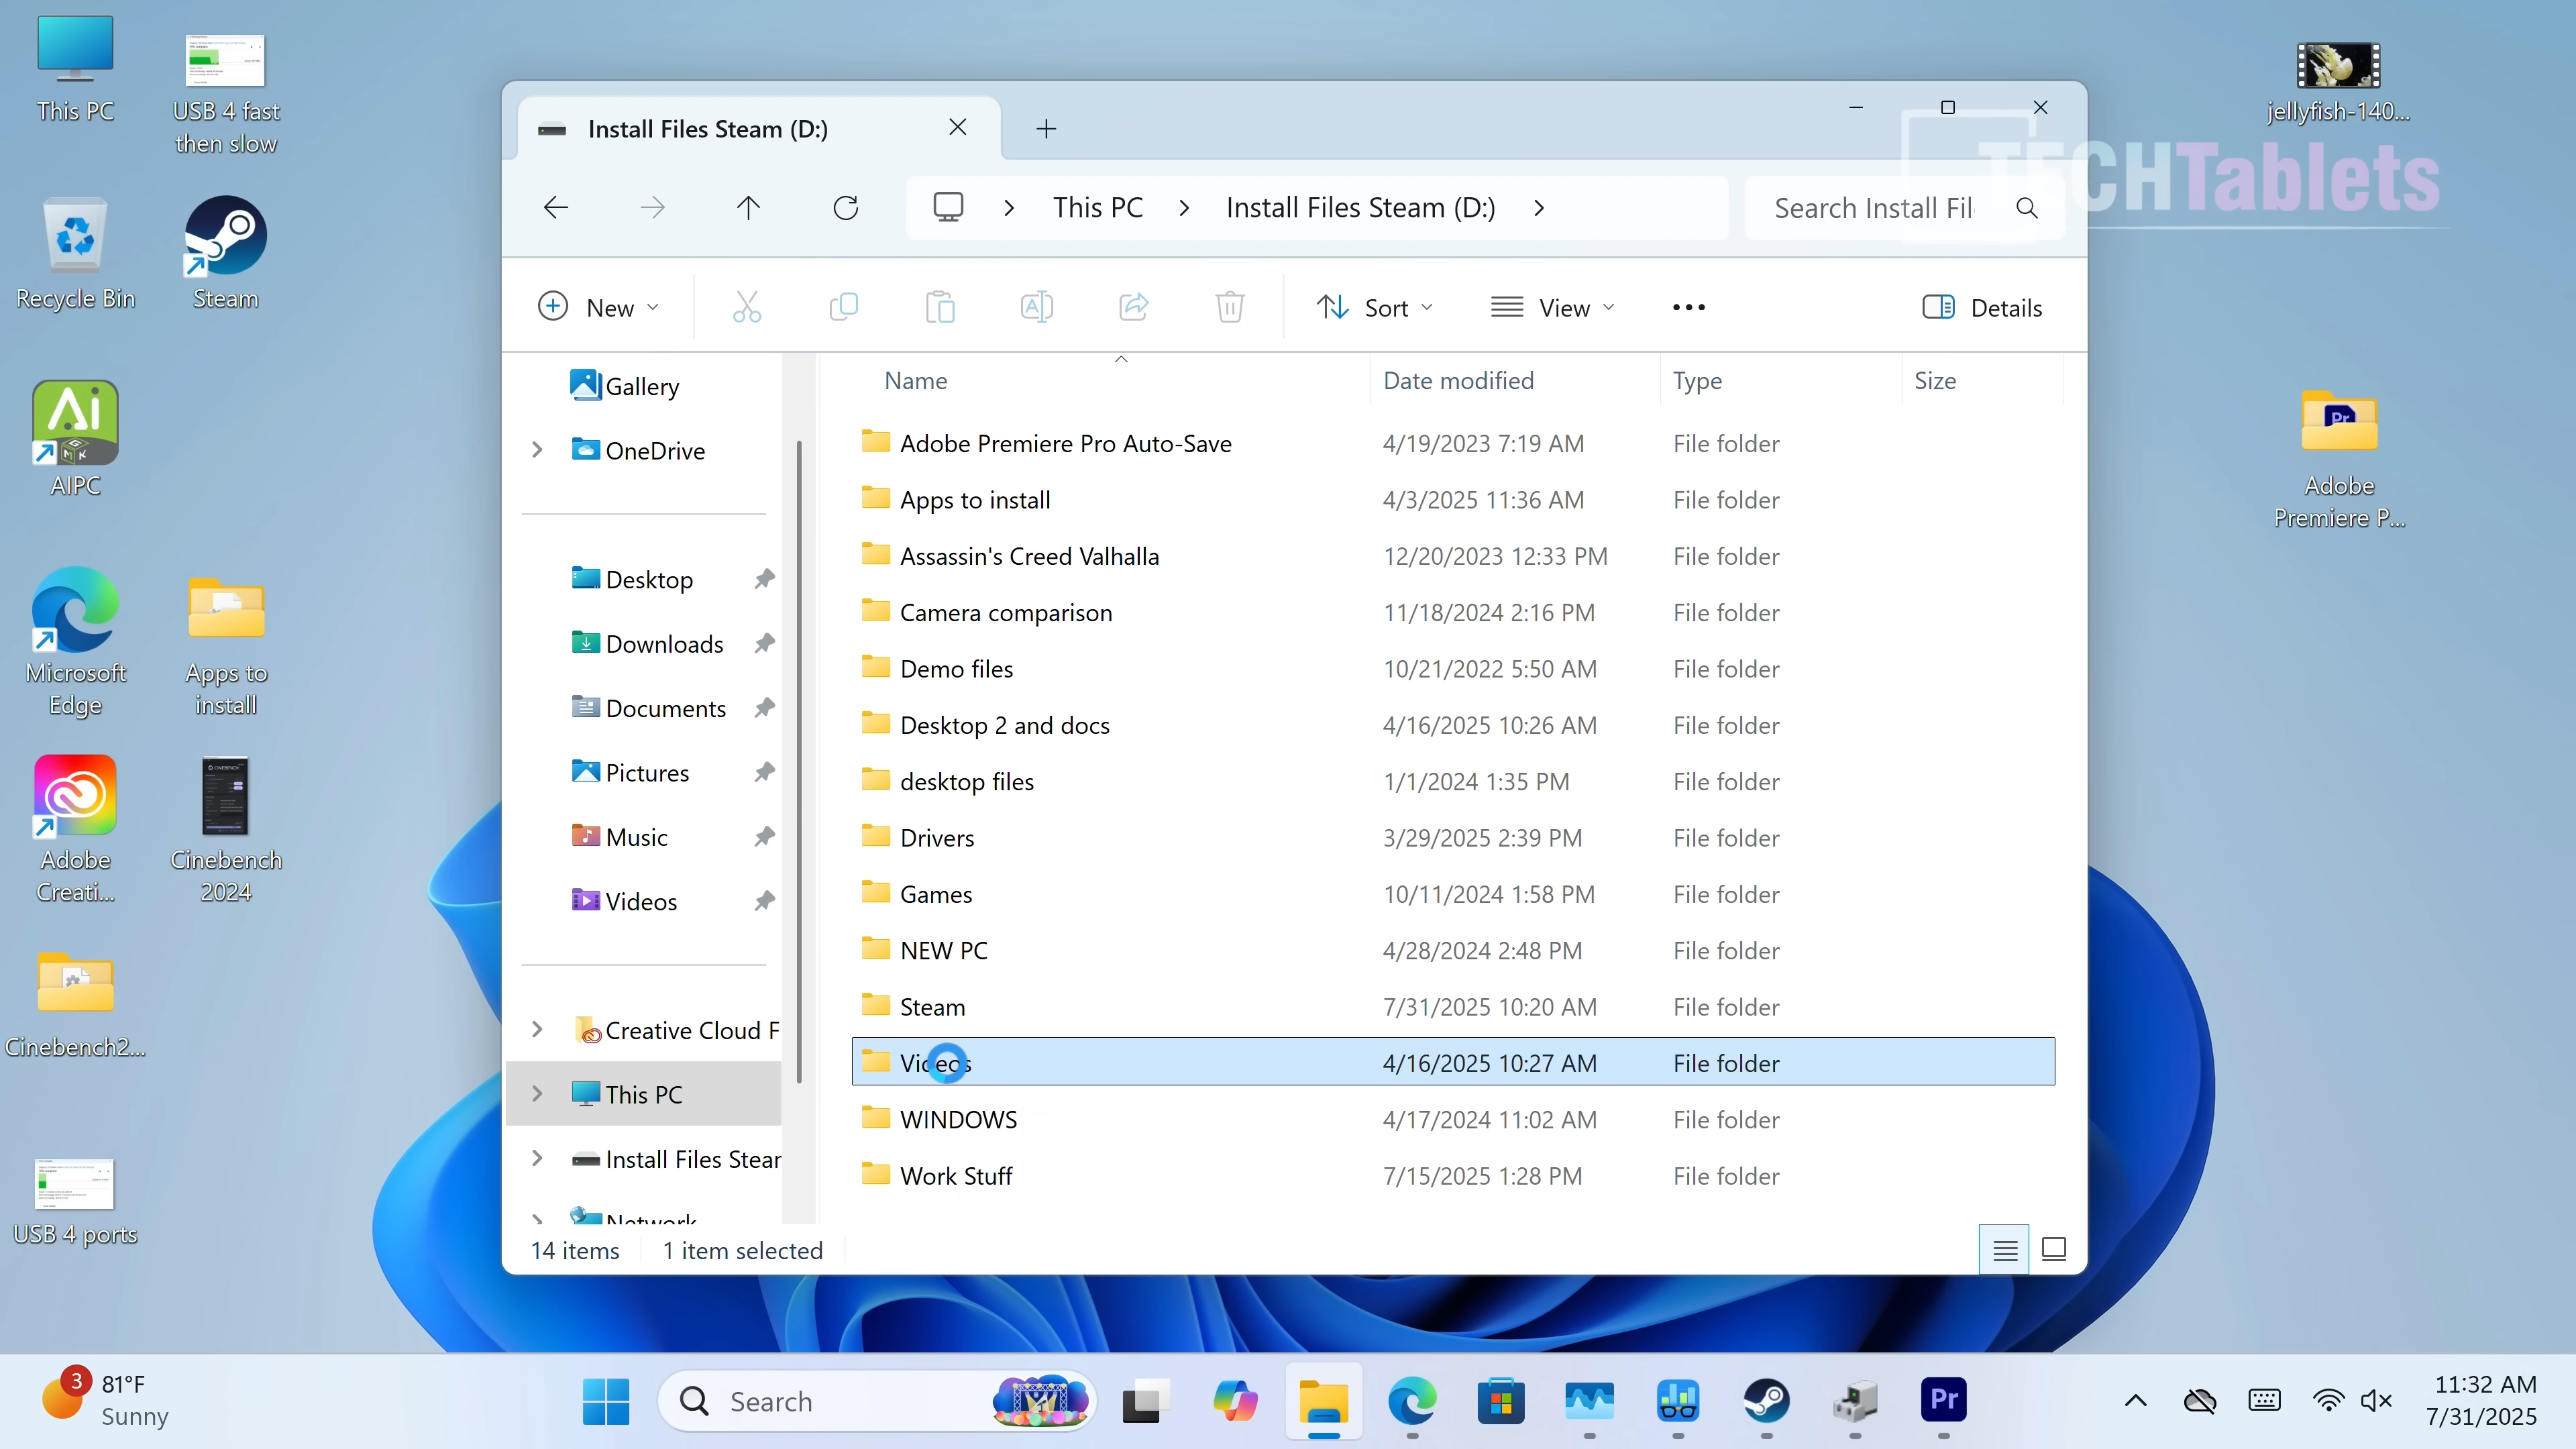 This PC
USB 4 fast
then slow
Recycle Bin
Steam
Ai
AIPC
Microsoft
Edge
Apps to
install
Adobe
Creati...
Cinebench
2024
Cinebench2...
USB 4 ports
jellyfish-140...
Pr
Adobe
Premiere P...
TECHTablets
Install Files Steam (D:)
This PC
Install Files Steam (D:)
Search Install Fil
New
Sort
View
Details
Gallery
OneDrive
Desktop
Downloads
Documents
Pictures
Music
Videos
Creative Cloud F
This PC
Install Files Stear
Network
Name Date modified Type Size
Adobe Premiere Pro Auto-Save 4/19/2023 7:19 AM File folder
Apps to install 4/3/2025 11:36 AM File folder
Assassin's Creed Valhalla 12/20/2023 12:33 PM File folder
Camera comparison 11/18/2024 2:16 PM File folder
Demo files 10/21/2022 5:50 AM File folder
Desktop 2 and docs 4/16/2025 10:26 AM File folder
desktop files 1/1/2024 1:35 PM File folder
Drivers 3/29/2025 2:39 PM File folder
Games 10/11/2024 1:58 PM File folder
NEW PC 4/28/2024 2:48 PM File folder
Steam 7/31/2025 10:20 AM File folder
Videos 4/16/2025 10:27 AM File folder
WINDOWS 4/17/2024 11:02 AM File folder
Work Stuff 7/15/2025 1:28 PM File folder
14 items 1 item selected
3
81°F
Sunny
Search
Pr
11:32 AM
7/31/2025